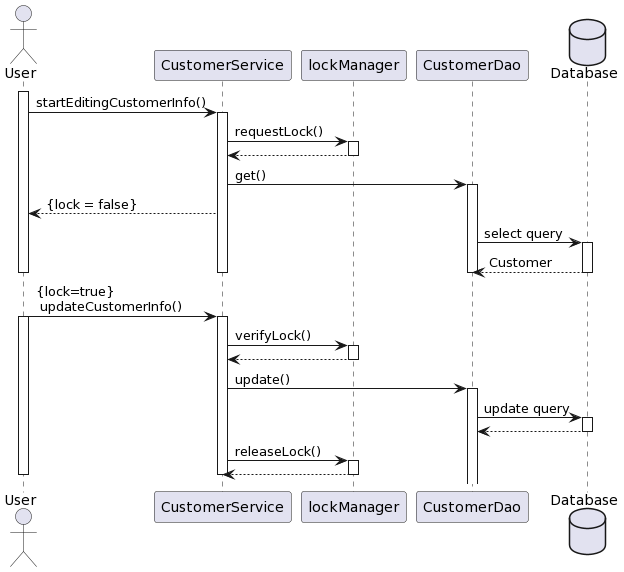 User
CustomerService
lockManager
CustomerDao
Database
startEditingCustomerInfo()
requestLock()
get()
{lock = false}
select query
Customer
{lock=true}
updateCustomerInfo()
verifyLock()
update()
update query
releaseLock()
User
CustomerService
lockManager
CustomerDao
Database